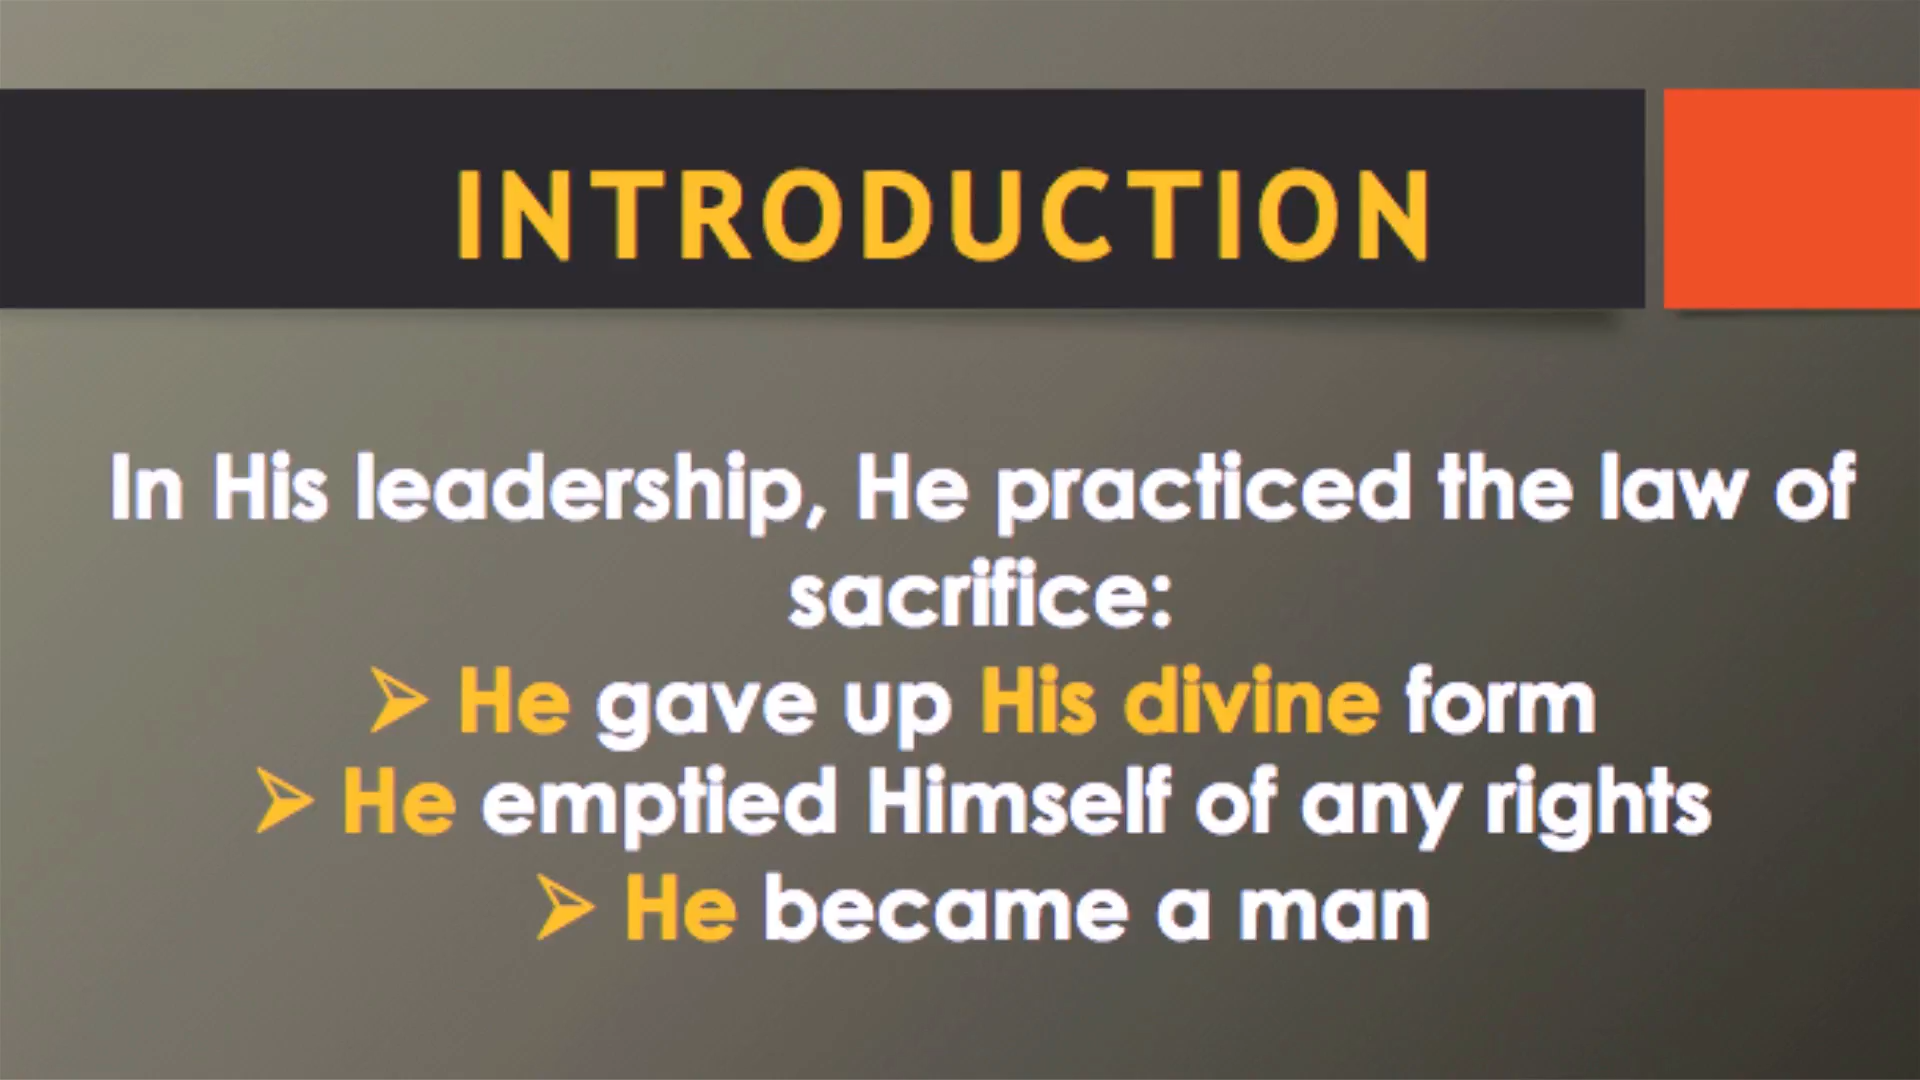 INTRODUCTION
In His leadership, He practiced the law of
sacrifice:
➢ He gave up His divine form
➢ He emptied Himself of any rights
➢ He became a man